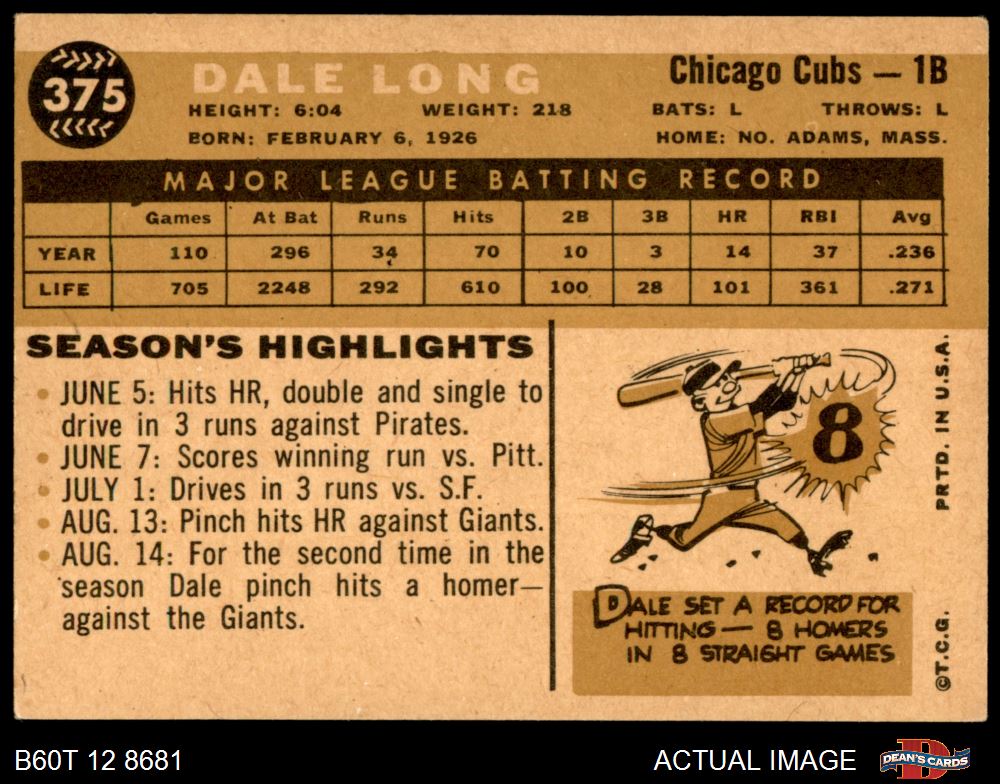 375
DALE LONG
Chicago Cubs — 1B
HEIGHT: 6:04 WEIGHT: 218 BATS: L THROWS: L
BORN: FEBRUARY 6, 1926 HOME: NO. ADAMS, MASS.
MAJOR LEAGUE BATTING RECORD
Games At Bat Runs Hits 2B 3B HR RBI Avg
YEAR 110 296 34 70 10 3 14 37 .236
LIFE 705 2248 292 610 100 28 101 361 .271
SEASON'S HIGHLIGHTS
• JUNE 5: Hits HR, double and single to
drive in 3 runs against Pirates.
• JUNE 7: Scores winning run vs. Pitt.
• JULY 1: Drives in 3 runs vs. S.F.
• AUG. 13: Pinch hits HR against Giants.
• AUG. 14: For the second time in the
season Dale pinch hits a homer—
against the Giants.
8
DALE SET A RECORD FOR
HITTING — 8 HOMERS
IN 8 STRAIGHT GAMES
©T.C.G. PRTD. IN U.S.A.
B60T 12 8681
ACTUAL IMAGE
DEAN'S CARDS